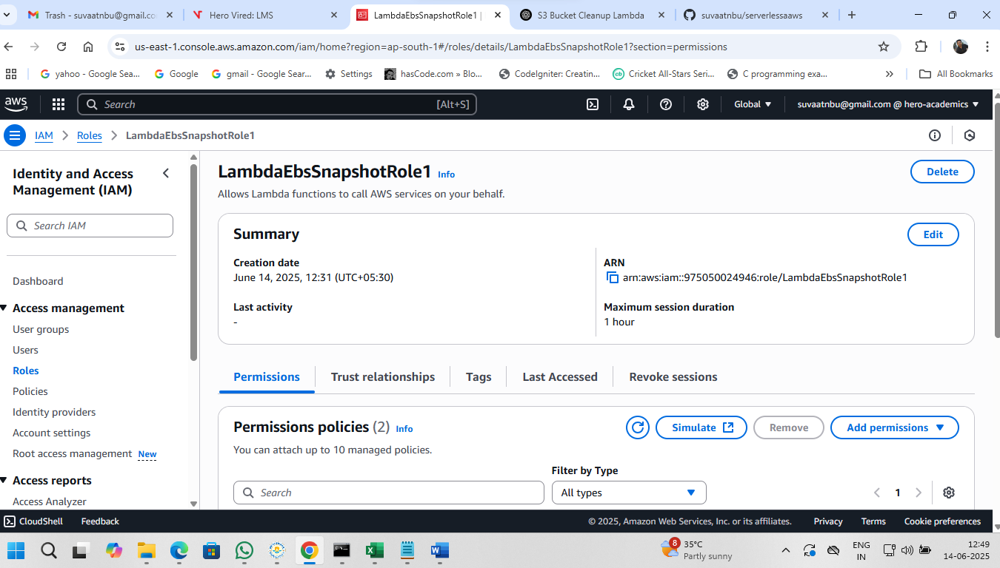 Trash - suvaatnbu@gmail.co
Hero Vired: LMS
LambdaEbsSnapshotRole1 |
S3 Bucket Cleanup Lambda
suvaatnbu/serverlessaaws
us-east-1.console.aws.amazon.com/iam/home?region=ap-south-1#/roles/details/LambdaEbsSnapshotRole1?section=permissions
yahoo - Google Sea...
Google
gmail - Google Sear...
Settings
hasCode.com » Blo...
CodeIgniter: Creatin...
Cricket All-Stars Seri...
C programming exa...
All Bookmarks
aws
Search
[Alt+S]
Global
suvaatnbu@gmail.com @ hero-academics
IAM
Roles
LambdaEbsSnapshotRole1
Identity and Access
Management (IAM)
Search IAM
Dashboard
Access management
User groups
Users
Roles
Policies
Identity providers
Account settings
Root access management New
Access reports
Access Analyzer
LambdaEbsSnapshotRole1 Info
Delete
Allows Lambda functions to call AWS services on your behalf.
Summary
Edit
Creation date
June 14, 2025, 12:31 (UTC+05:30)
Last activity
-
ARN
arn:aws:iam::975050024946:role/LambdaEbsSnapshotRole1
Maximum session duration
1 hour
Permissions
Trust relationships
Tags
Last Accessed
Revoke sessions
Permissions policies (2) Info
Simulate
Remove
Add permissions
You can attach up to 10 managed policies.
Filter by Type
Search
All types
1
CloudShell
Feedback
© 2025, Amazon Web Services, Inc. or its affiliates.
Privacy
Terms
Cookie preferences
8
35°C
Partly sunny
ENG
IN
12:49
14-06-2025